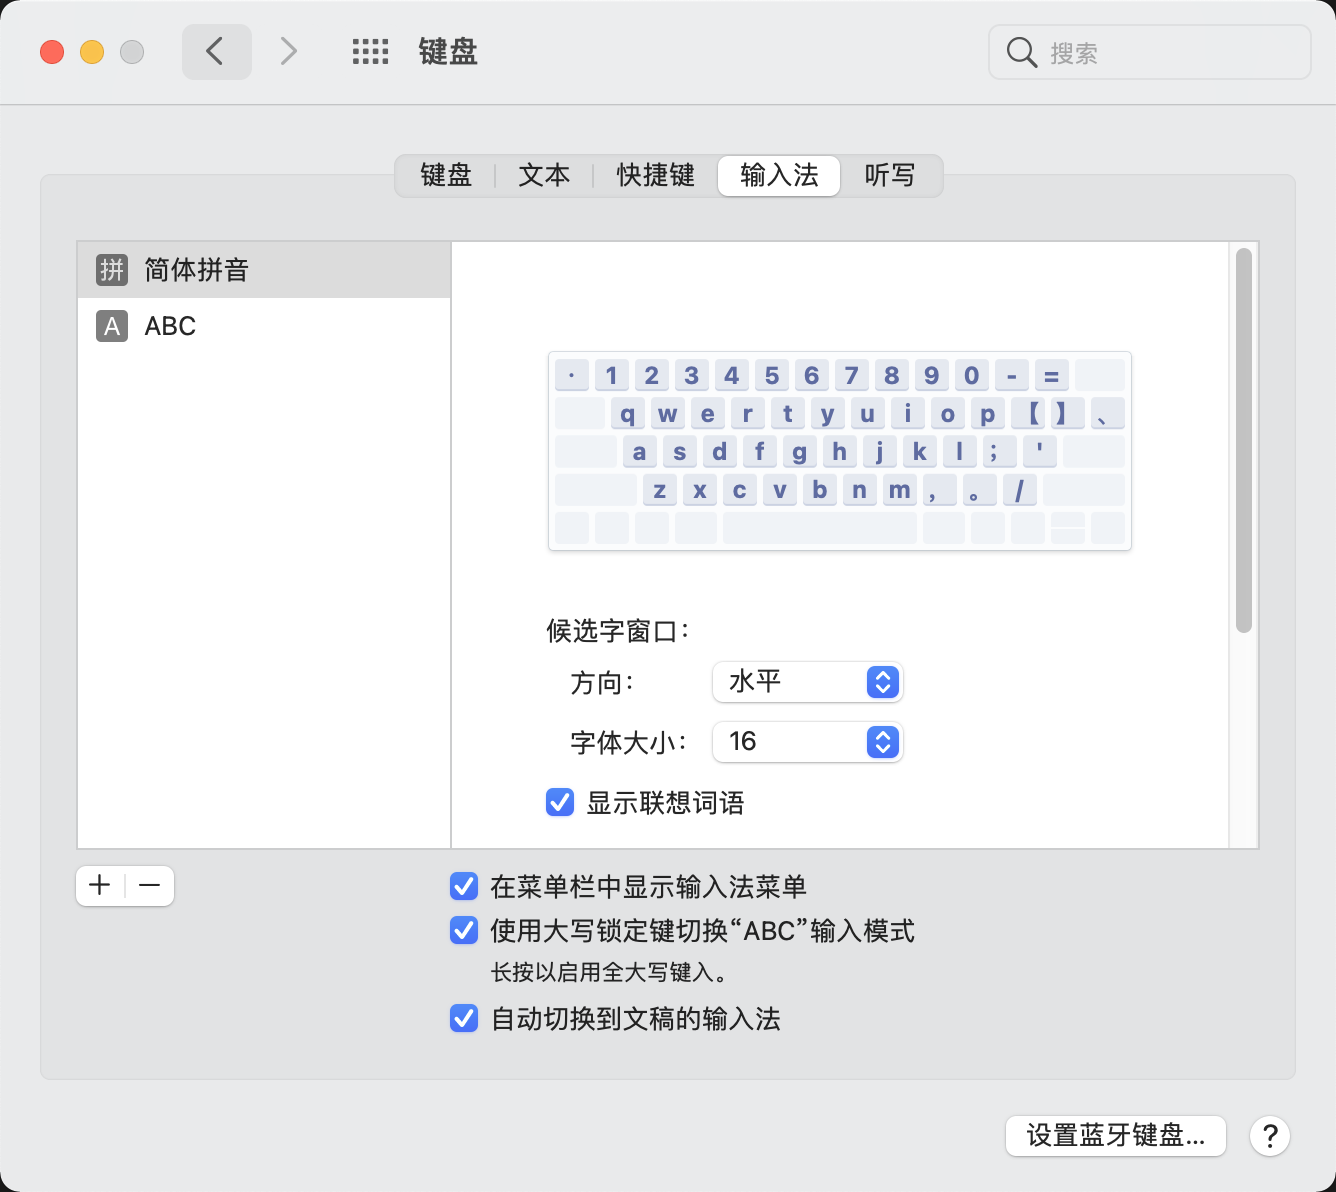 键盘
搜索
键盘 文本 快捷键 输入法 听写
拼 简体拼音
A ABC
· 1 2 3 4 5 6 7 8 9 0 - =
q w e r t y u i o p 【 】 、
a s d f g h j k l ; '
z x c v b n m , 。 /
候选字窗口：
方向： 水平
字体大小： 16
显示联想词语
在菜单栏中显示输入法菜单
使用大写锁定键切换“ABC”输入模式
长按以启用全大写键入。
自动切换到文稿的输入法
设置蓝牙键盘... ?